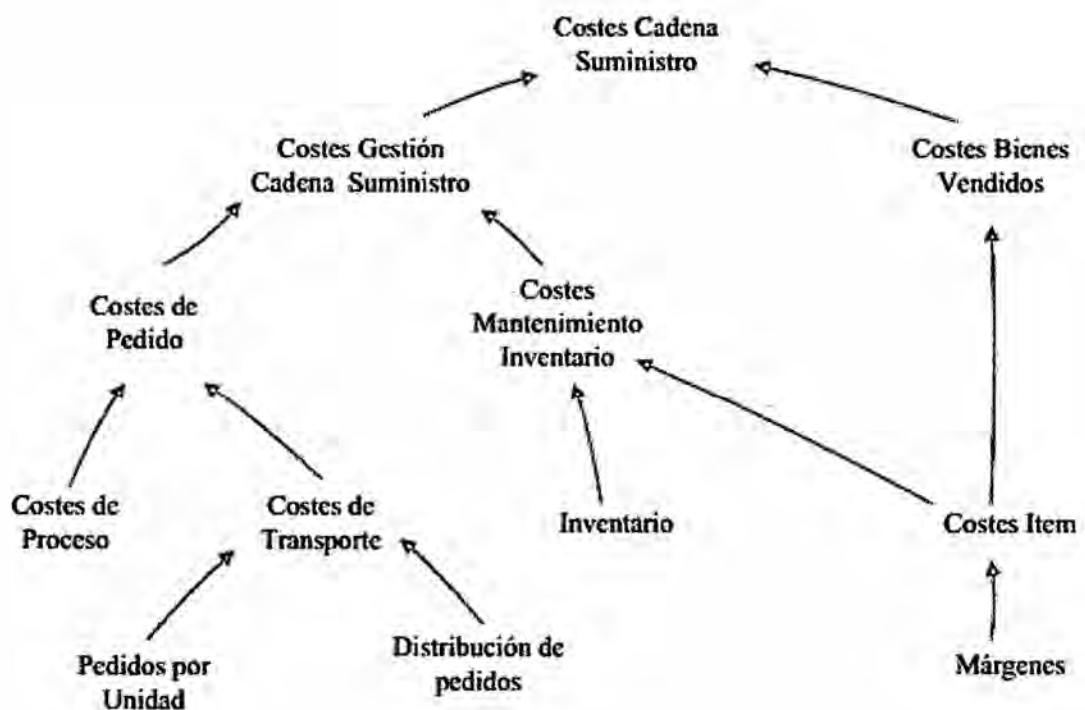 Costes Cadena
Suministro
Costes Gestión
Cadena Suministro
Costes Bienes
Vendidos
Costes de
Pedido
Costes
Mantenimiento
Inventario
Costes de
Proceso
Costes de
Transporte
Inventario
Costes Item
Pedidos por
Unidad
Distribución de
pedidos
Márgenes